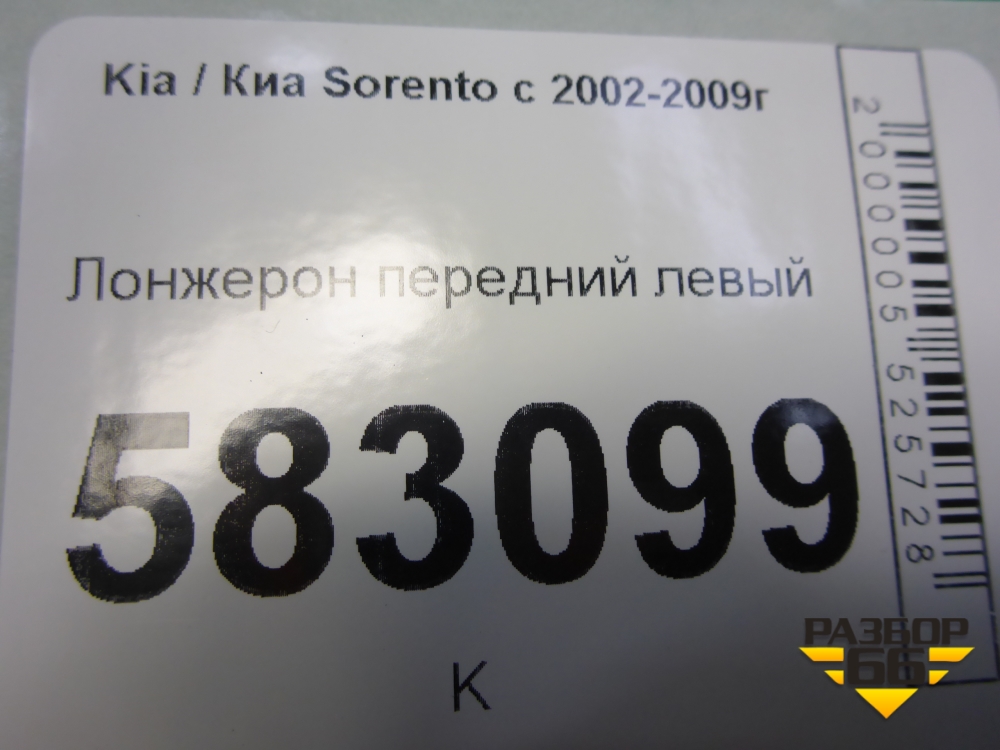 Kia / Киа Sorento с 2002-2009г
Лонжерон передний левый
583099
К
2000005525728
РАЗБОР
66